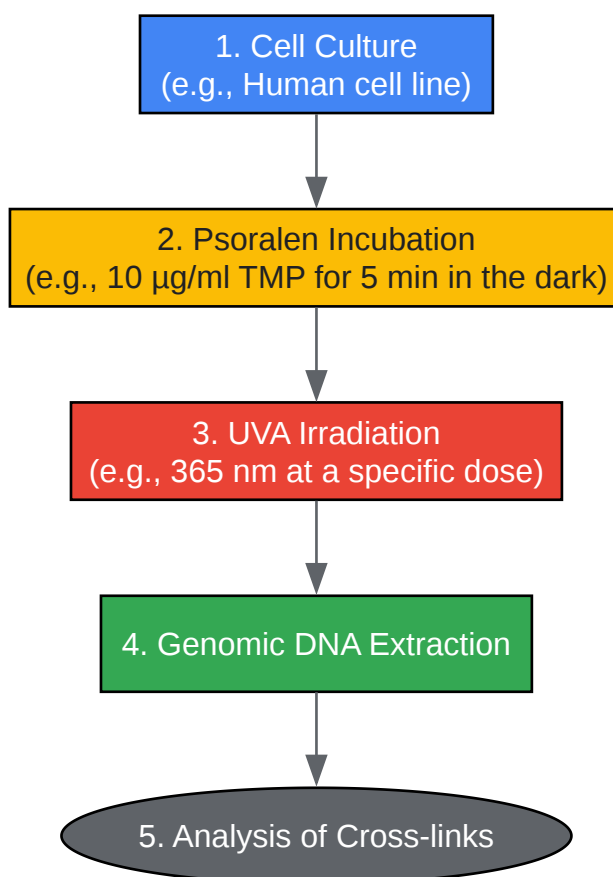 1. Cell Culture
(e.g., Human cell line)
2. Psoralen Incubation
(e.g., 10 µg/ml TMP for 5 min in the dark)
3. UVA Irradiation
(e.g., 365 nm at a specific dose)
4. Genomic DNA Extraction
5. Analysis of Cross-links